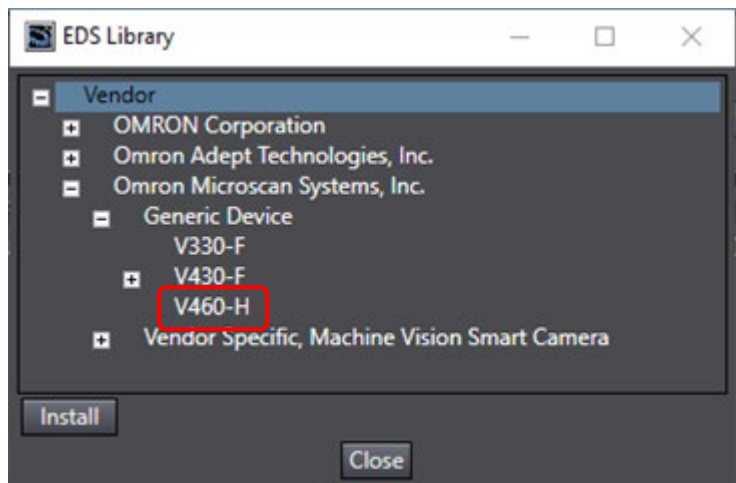 EDS Library
Vendor
OMRON Corporation
Omron Adept Technologies, Inc.
Omron Microscan Systems, Inc.
Generic Device
V330-F
V430-F
V460-H
Vendor Specific, Machine Vision Smart Camera
Install
Close